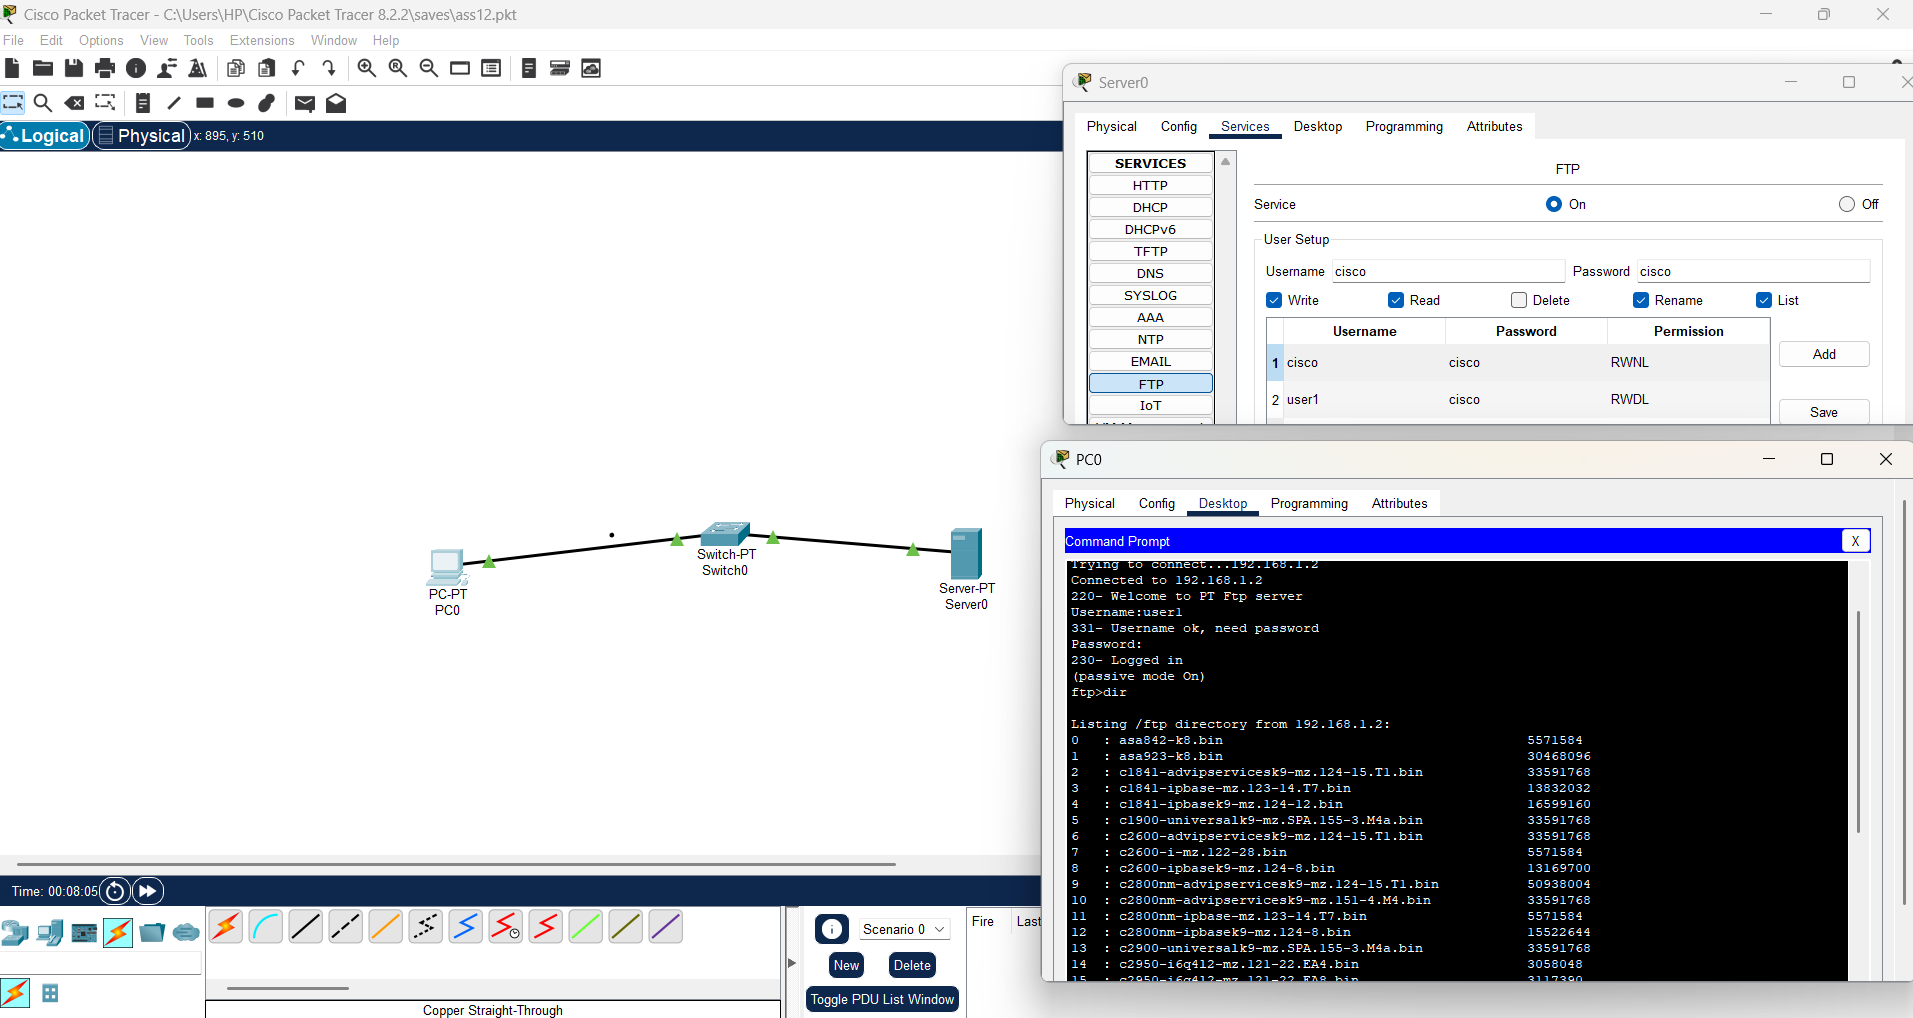 Cisco Packet Tracer - C:\Users\HP\Cisco Packet Tracer 8.2.2\saves\ass12.pkt
File Edit Options View Tools Extensions Window Help
Logical Physical x: 895, y: 510
PC-PT
PC0
Switch-PT
Switch0
Server-PT
Server0
Server0
Physical Config Services Desktop Programming Attributes
SERVICES
HTTP
DHCP
DHCPv6
TFTP
DNS
SYSLOG
AAA
NTP
EMAIL
FTP
IoT
FTP
Service On Off
User Setup
Username cisco Password cisco
Write Read Delete Rename List
Username Password Permission
1 cisco cisco RWNL
2 user1 cisco RWDL
Add
Save
PC0
Physical Config Desktop Programming Attributes
Command Prompt X
Trying to connect...192.168.1.2
Connected to 192.168.1.2
220- Welcome to PT Ftp server
Username:user1
331- Username ok, need password
Password:
230- Logged in
(passive mode On)
ftp>dir
Listing /ftp directory from 192.168.1.2:
0 : asa842-k8.bin 5571584
1 : asa923-k8.bin 30468096
2 : c1841-advipservicesk9-mz.124-15.T1.bin 33591768
3 : c1841-ipbase-mz.123-14.T7.bin 13832032
4 : c1841-ipbasek9-mz.124-12.bin 16599160
5 : c1900-universalk9-mz.SPA.155-3.M4a.bin 33591768
6 : c2600-advipservicesk9-mz.124-15.T1.bin 33591768
7 : c2600-i-mz.122-28.bin 5571584
8 : c2600-ipbasek9-mz.124-8.bin 13169700
9 : c2800nm-advipservicesk9-mz.124-15.T1.bin 50938004
10 : c2800nm-advipservicesk9-mz.151-4.M4.bin 33591768
11 : c2800nm-ipbase-mz.123-14.T7.bin 5571584
12 : c2800nm-ipbasek9-mz.124-8.bin 15522644
13 : c2900-universalk9-mz.SPA.155-3.M4a.bin 33591768
14 : c2950-i6q4l2-mz.121-22.EA4.bin 3058048
15 : c2950-i6q4l2-mz.121-22.EA8.bin 3117390
Time: 00:08:05
Scenario 0
New Delete
Toggle PDU List Window
Fire Last
Copper Straight-Through